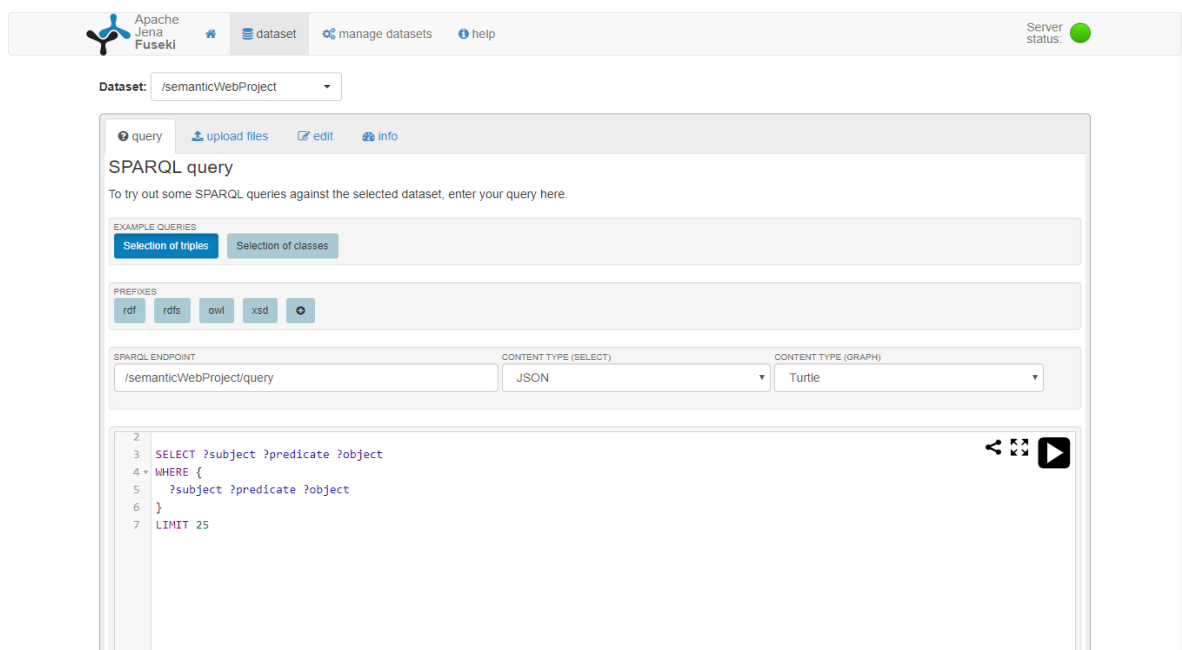 Apache
Jena
Fuseki
dataset
manage datasets
help
Server
status:
Dataset:
/semanticWebProject
query
upload files
edit
info
SPARQL query
To try out some SPARQL queries against the selected dataset, enter your query here.
EXAMPLE QUERIES
Selection of triples
Selection of classes
PREFIXES
rdf
rdfs
owl
xsd
SPARQL ENDPOINT
CONTENT TYPE (SELECT)
CONTENT TYPE (GRAPH)
/semanticWebProject/query
JSON
Turtle
2
3 SELECT ?subject ?predicate ?object
4 WHERE {
5 ?subject ?predicate ?object
6 }
7 LIMIT 25